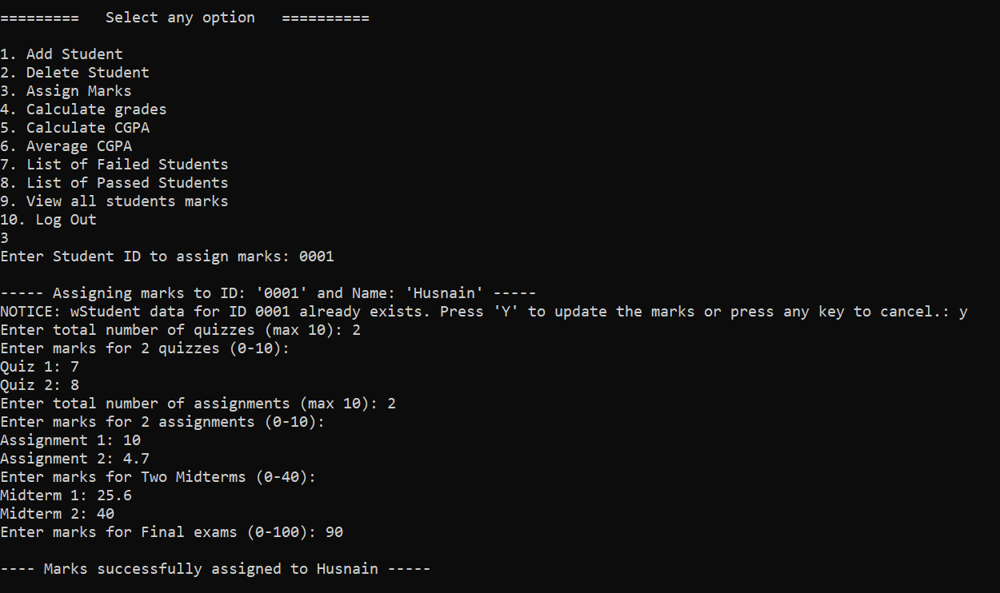 =========   Select any option   ==========
1. Add Student
2. Delete Student
3. Assign Marks
4. Calculate grades
5. Calculate CGPA
6. Average CGPA
7. List of Failed Students
8. List of Passed Students
9. View all students marks
10. Log Out
3
Enter Student ID to assign marks: 0001
----- Assigning marks to ID: '0001' and Name: 'Husnain' -----
NOTICE: wStudent data for ID 0001 already exists. Press 'Y' to update the marks or press any key to cancel.: y
Enter total number of quizzes (max 10): 2
Enter marks for 2 quizzes (0-10):
Quiz 1: 7
Quiz 2: 8
Enter total number of assignments (max 10): 2
Enter marks for 2 assignments (0-10):
Assignment 1: 10
Assignment 2: 4.7
Enter marks for Two Midterms (0-40):
Midterm 1: 25.6
Midterm 2: 40
Enter marks for Final exams (0-100): 90
---- Marks successfully assigned to Husnain -----